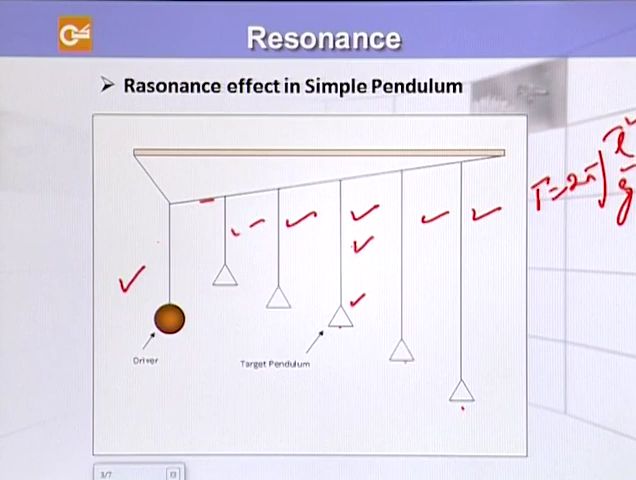 Resonance
➢ Rasonance effect in Simple Pendulum
T=2π√l/g
Driver
Target Pendulum
3/7